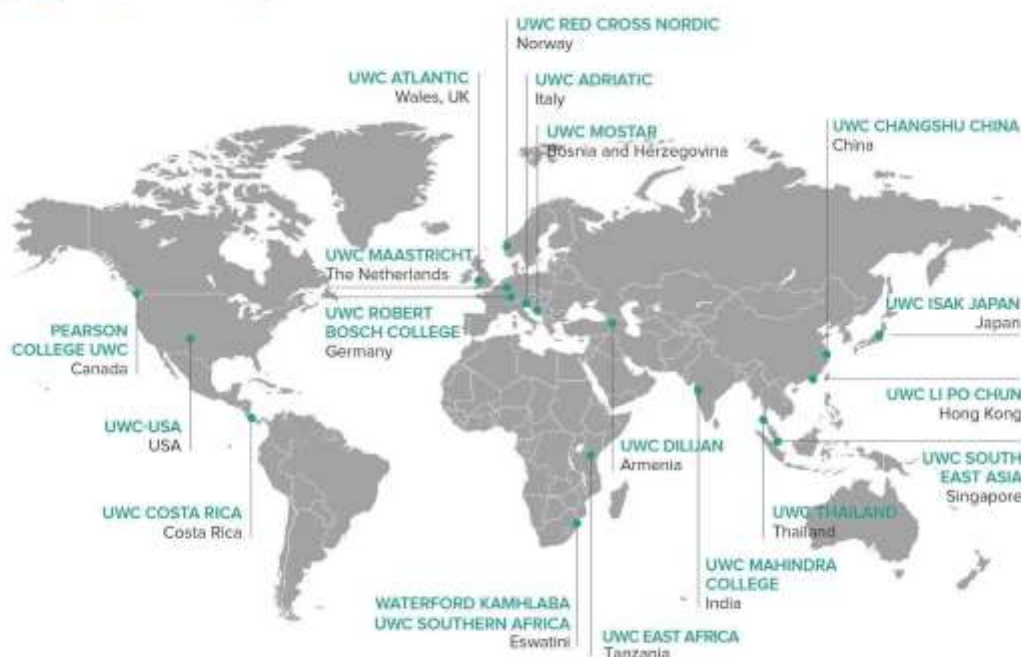 UWC RED CROSS NORDIC
Norway
UWC ATLANTIC
Wales, UK
UWC ADRIATIC
Italy
UWC MOSTAR
Bosnia and Herzegovina
UWC CHANGSHU CHINA
China
UWC MAASTRICHT
The Netherlands
UWC ROBERT
BOSCH COLLEGE
Germany
UWC ISAK JAPAN
Japan
PEARSON
COLLEGE UWC
Canada
UWC LI PO CHUN
Hong Kong
UWC-USA
USA
UWC DILIJAN
Armenia
UWC SOUTH
EAST ASIA
Singapore
UWC COSTA RICA
Costa Rica
UWC THAILAND
Thailand
UWC MAHINDRA
COLLEGE
India
WATERFORD KAMHLABA
UWC SOUTHERN AFRICA
Eswatini
UWC EAST AFRICA
Tanzania